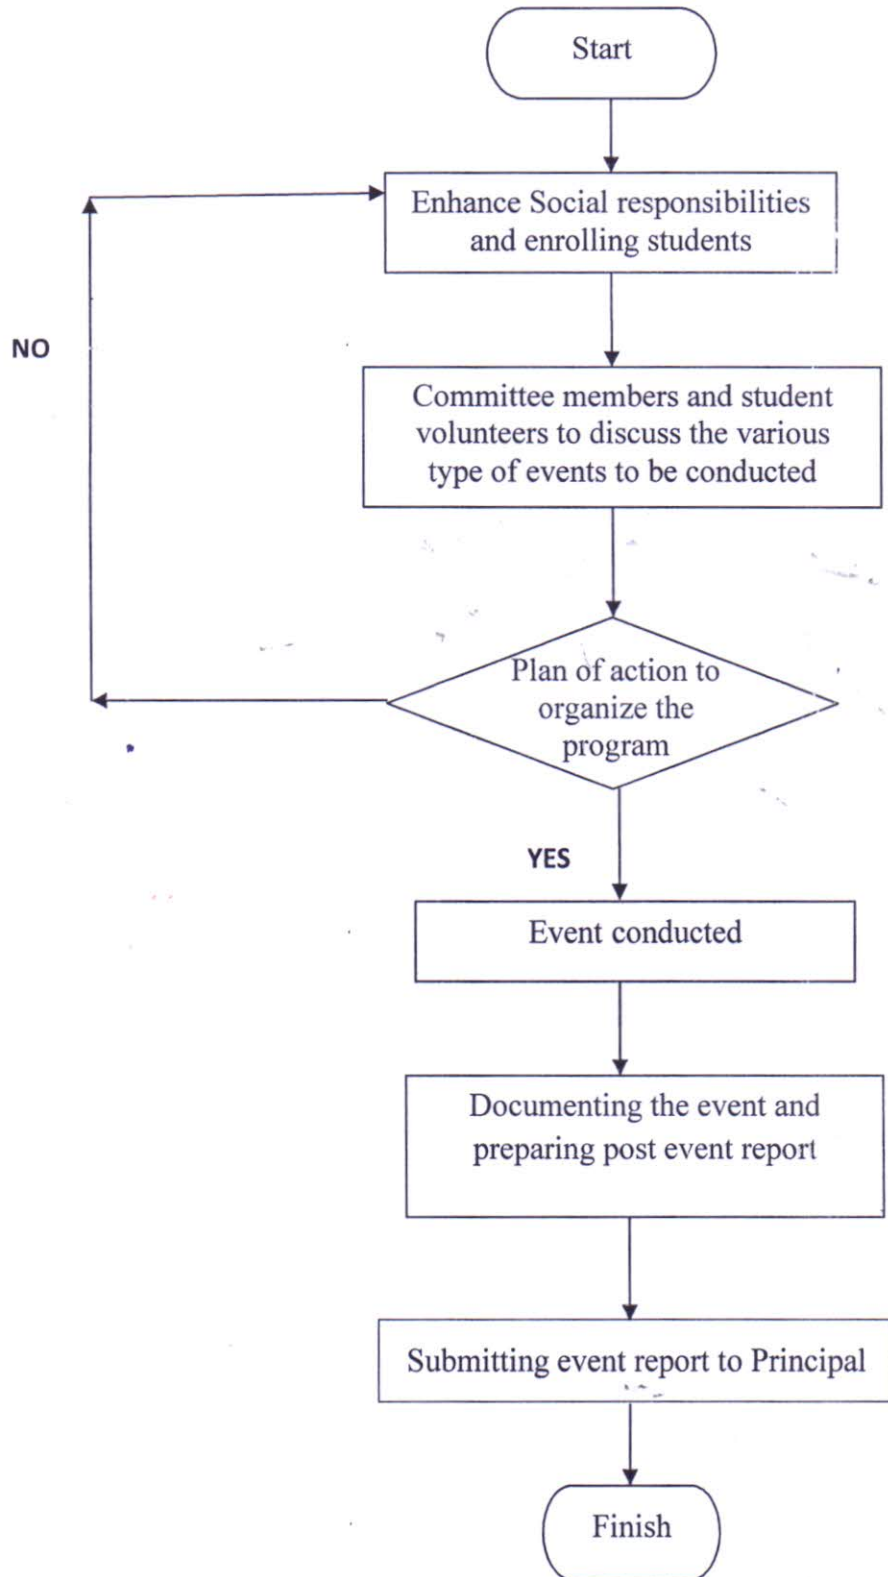 Start
Enhance Social responsibilities
and enrolling students
NO
Committee members and student
volunteers to discuss the various
type of events to be conducted
Plan of action to
organize the
program
YES
Event conducted
Documenting the event and
preparing post event report
Submitting event report to Principal
Finish